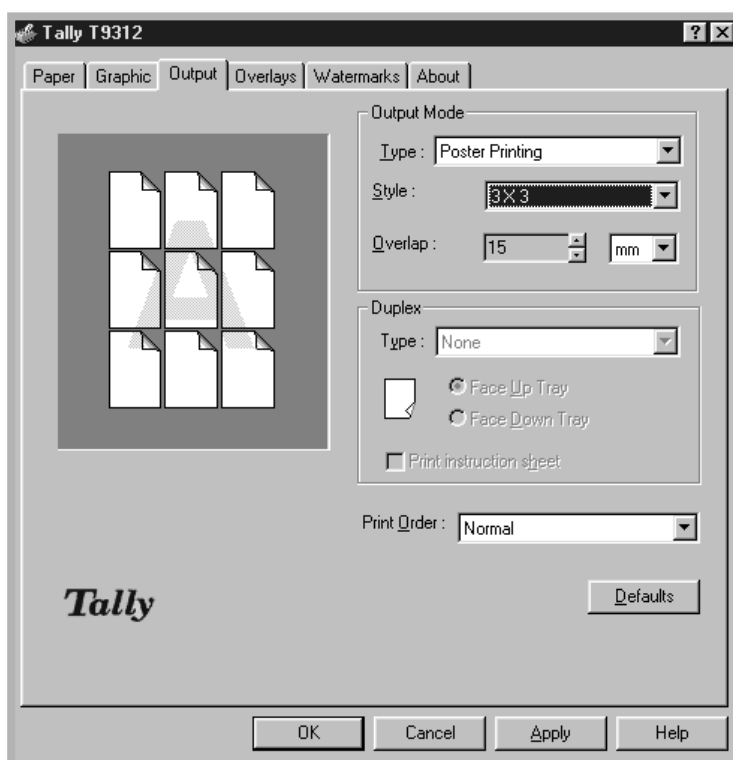 Tally T9312
Paper Graphic Output Overlays Watermarks About
A
Output Mode
Type : Poster Printing
Style : 3X3
Overlap : 15 mm
Duplex
Type : None
Face Up Tray
Face Down Tray
Print instruction sheet
Print Order : Normal
Tally
Defaults
OK Cancel Apply Help